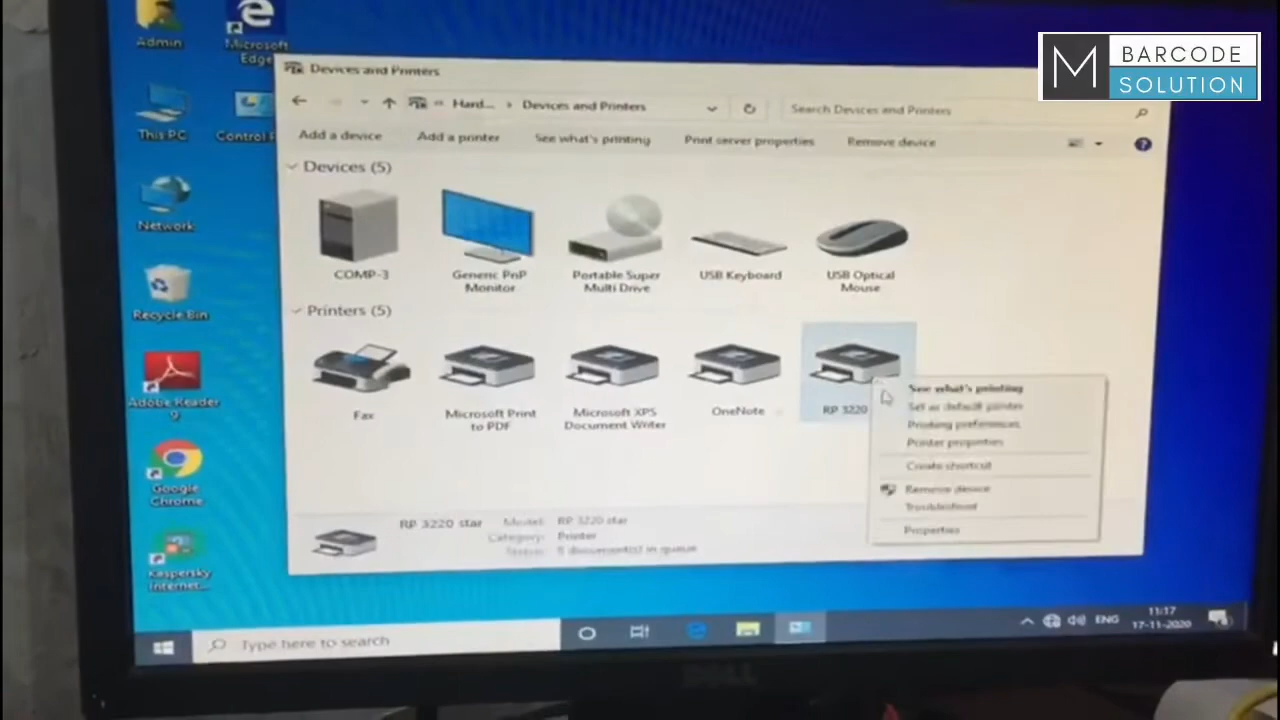 BARCODE
SOLUTION
Admin
Microsoft
Edge
This PC
Control
Network
Recycle Bin
Adobe Reader
9
Google
Chrome
Kaspersky
Internet...
Devices and Printers
Hard... › Devices and Printers
Search Devices and Printers
Add a device
Add a printer
See what's printing
Print server properties
Remove device
Devices (5)
COMP-3
Generic PnP
Monitor
Portable Super
Multi Drive
USB Keyboard
USB Optical
Mouse
Printers (5)
Fax
Microsoft Print
to PDF
Microsoft XPS
Document Writer
OneNote
RP 3220
See what's printing
Set as default printer
Printing preferences
Printer properties
Create shortcut
Remove device
Troubleshoot
Properties
RP 3220 star
Model: RP 3220 star
Category: Printer
Status: document(s) in queue
Type here to search
ENG
11:17
17-11-2020
DELL